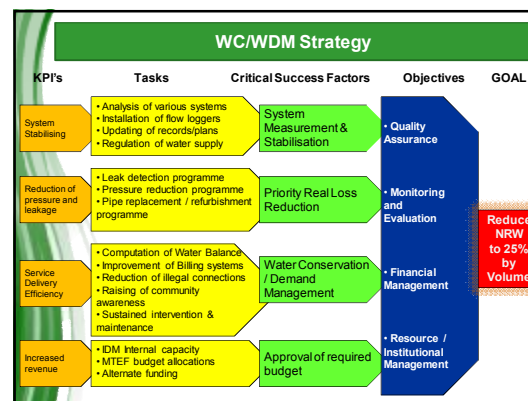 WC/WDM Strategy
KPI's Tasks Critical Success Factors Objectives GOAL
System
Stabilising
• Analysis of various systems
• Installation of flow loggers
• Updating of records/plans
• Regulation of water supply
System
Measurement &
Stabilisation
• Quality
Assurance
Reduction of
pressure and
leakage
• Leak detection programme
• Pressure reduction programme
• Pipe replacement / refurbishment
programme
Priority Real Loss
Reduction
• Monitoring
and
Evaluation
Reduce
NRW
to 25%
by
Volume
Service
Delivery
Efficiency
• Computation of Water Balance
• Improvement of Billing systems
• Reduction of illegal connections
• Raising of community
awareness
• Sustained intervention &
maintenance
Water Conservation
/ Demand
Management
• Financial
Management
Increased
revenue
• IDM Internal capacity
• MTEF budget allocations
• Alternate funding
Approval of required
budget
• Resource /
Institutional
Management